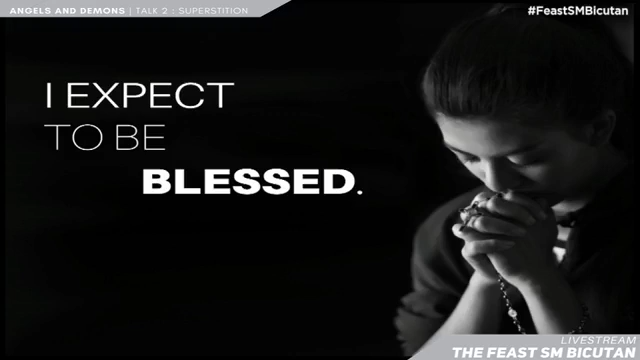 ANGELS AND DEMONS | TALK 2 : SUPERSTITION
#FeastSMBicutan
I EXPECT
TO BE
BLESSED.
LIVESTREAM
THE FEAST SM BICUTAN